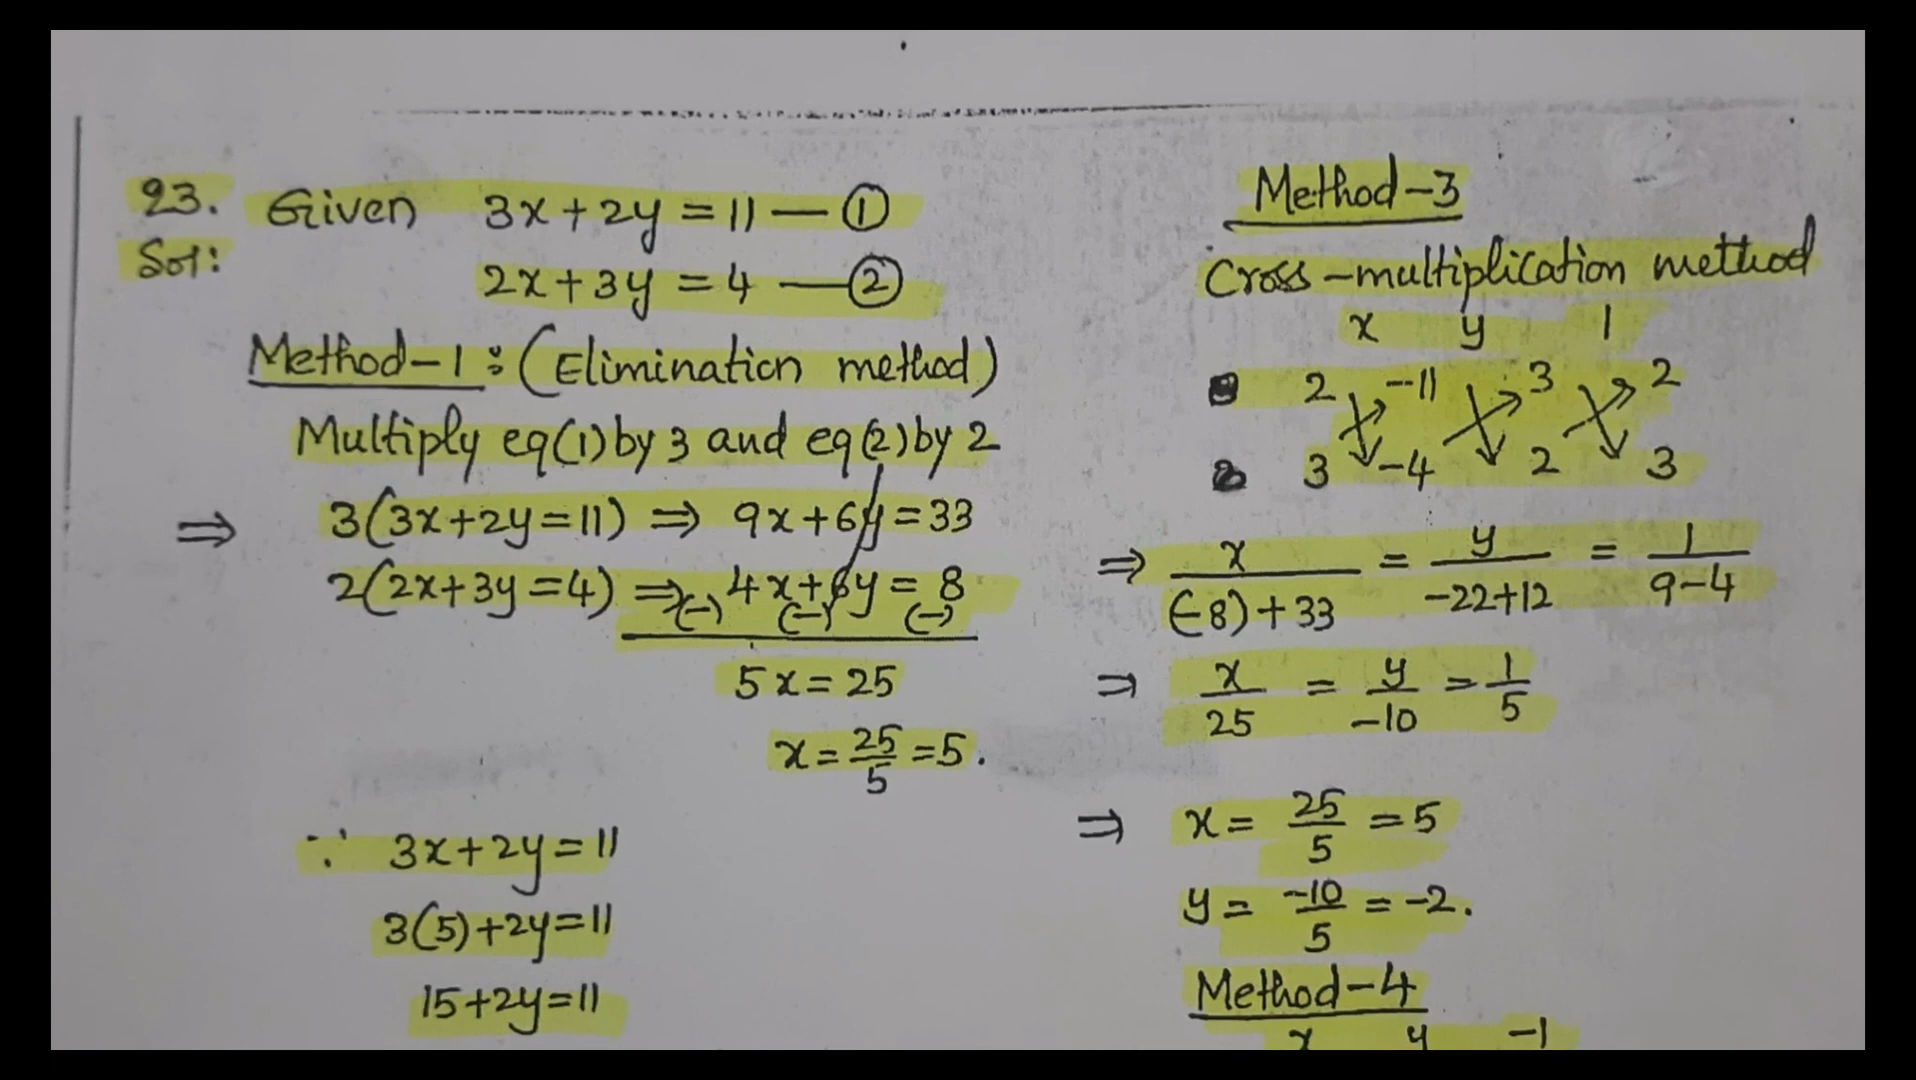 23. Given 3x+2y=11 — ①
Sol: 2x+3y=4 — ②
Method-1: (Elimination method)
Multiply eq(1) by 3 and eq(2) by 2
⇒ 3(3x+2y=11) ⇒ 9x+6y=33
2(2x+3y=4) ⇒ 4x+6y=8
(-) (-) (-)
5x=25
x=25/5=5.
∵ 3x+2y=11
3(5)+2y=11
15+2y=11
Method-3
Cross-multiplication method
x y 1
2 -11 3 2
3 -4 2 3
⇒ x/(-8)+33 = y/-22+12 = 1/9-4
⇒ x/25 = y/-10 = 1/5
⇒ x= 25/5 =5
y= -10/5 =-2.
Method-4
x y -1